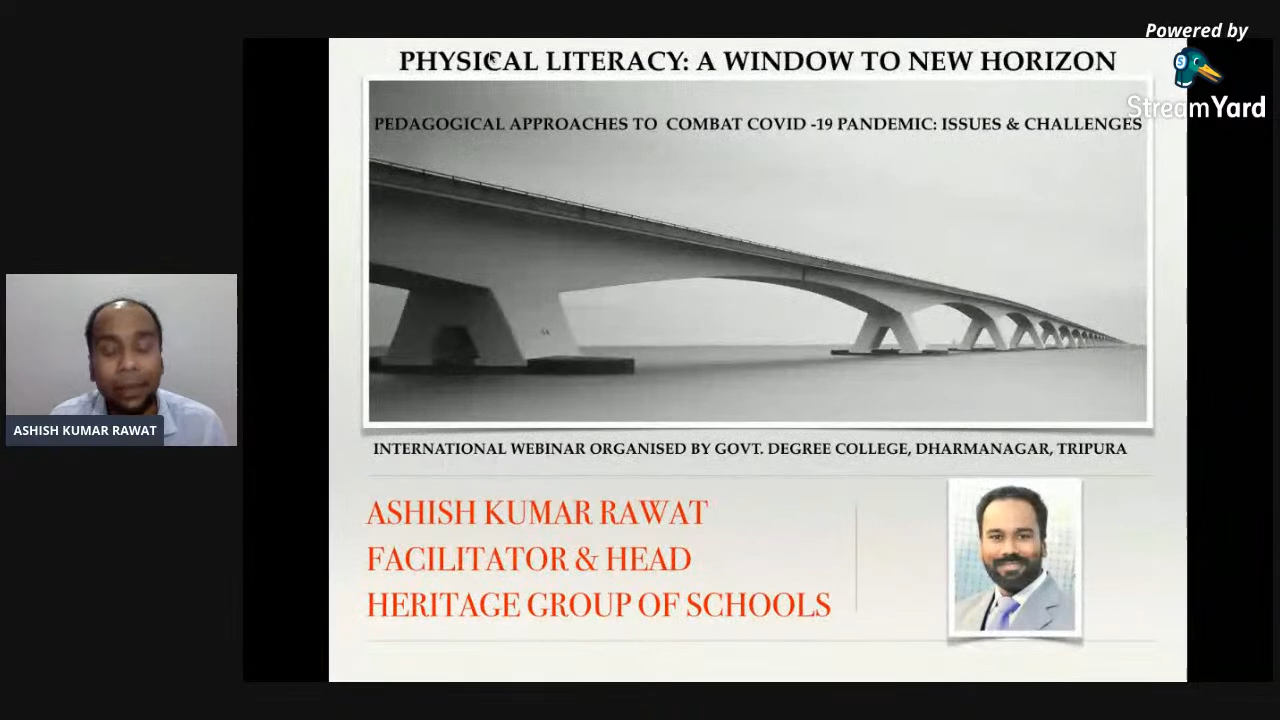 Powered by
StreamYard
PHYSICAL LITERACY: A WINDOW TO NEW HORIZON
PEDAGOGICAL APPROACHES TO COMBAT COVID -19 PANDEMIC: ISSUES & CHALLENGES
ASHISH KUMAR RAWAT
INTERNATIONAL WEBINAR ORGANISED BY GOVT. DEGREE COLLEGE, DHARMANAGAR, TRIPURA
ASHISH KUMAR RAWAT
FACILITATOR & HEAD
HERITAGE GROUP OF SCHOOLS